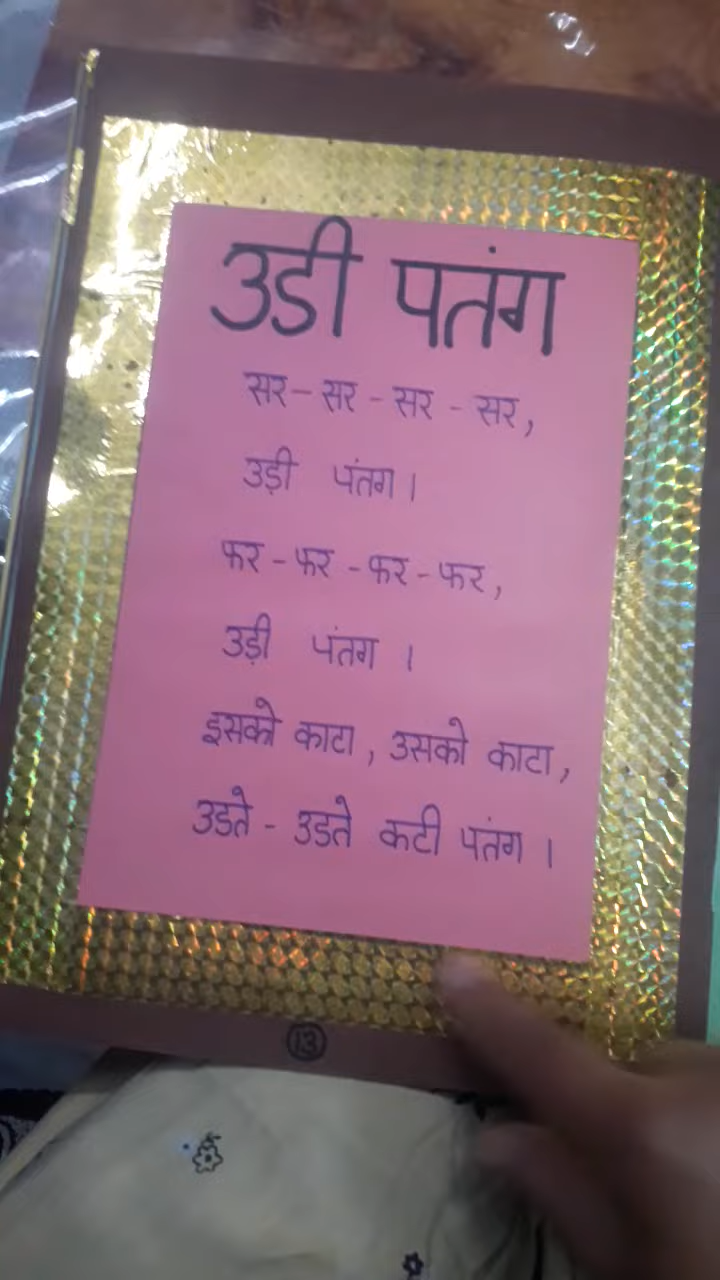 उडी पतंग
सर - सर - सर - सर,
उड़ी पंतग।
फर - फर - फर - फर,
उड़ी पंतग ।
इसको काटा , उसको काटा,
उडते - उडते कटी पतंग ।
13